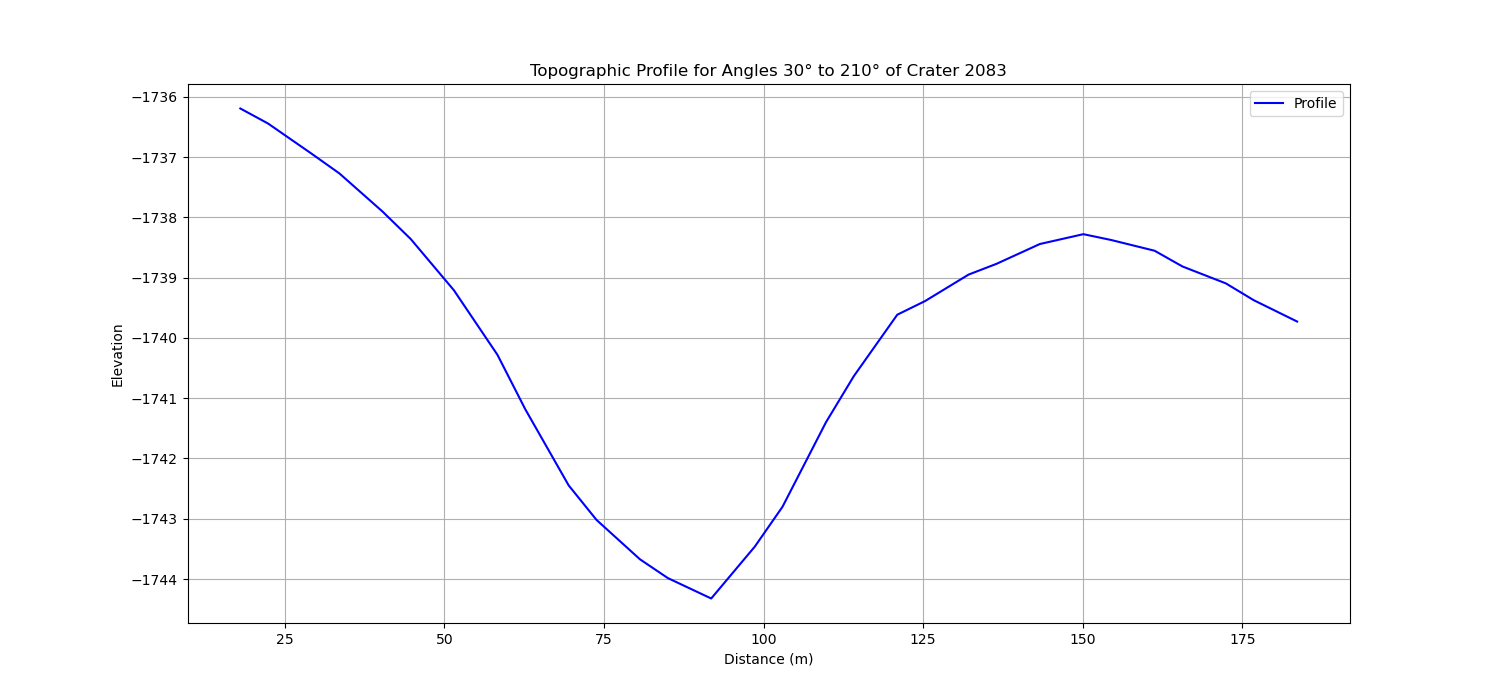 Topographic Profile for Angles 30° to 210° of Crater 2083
Profile
−1736
−1737
−1738
−1739
−1740
−1741
−1742
−1743
−1744
Elevation
25 50 75 100 125 150 175
Distance (m)